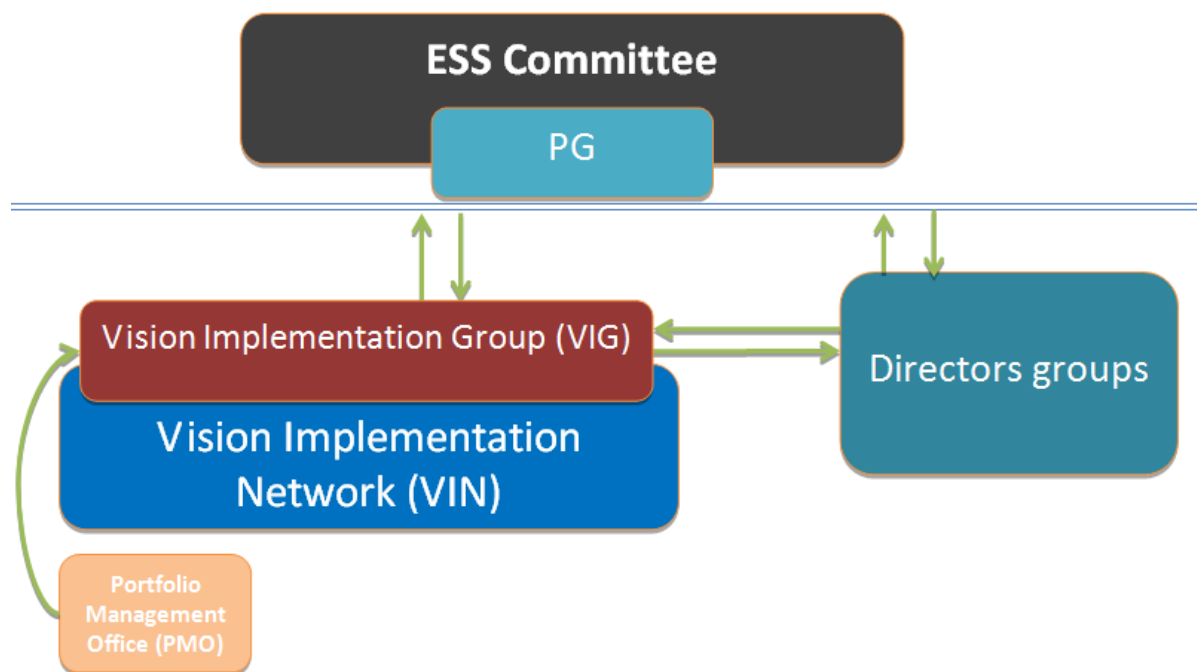 ESS Committee
PG
Vision Implementation Group (VIG)
Directors groups
Vision Implementation
Network (VIN)
Portfolio
Management
Office (PMO)